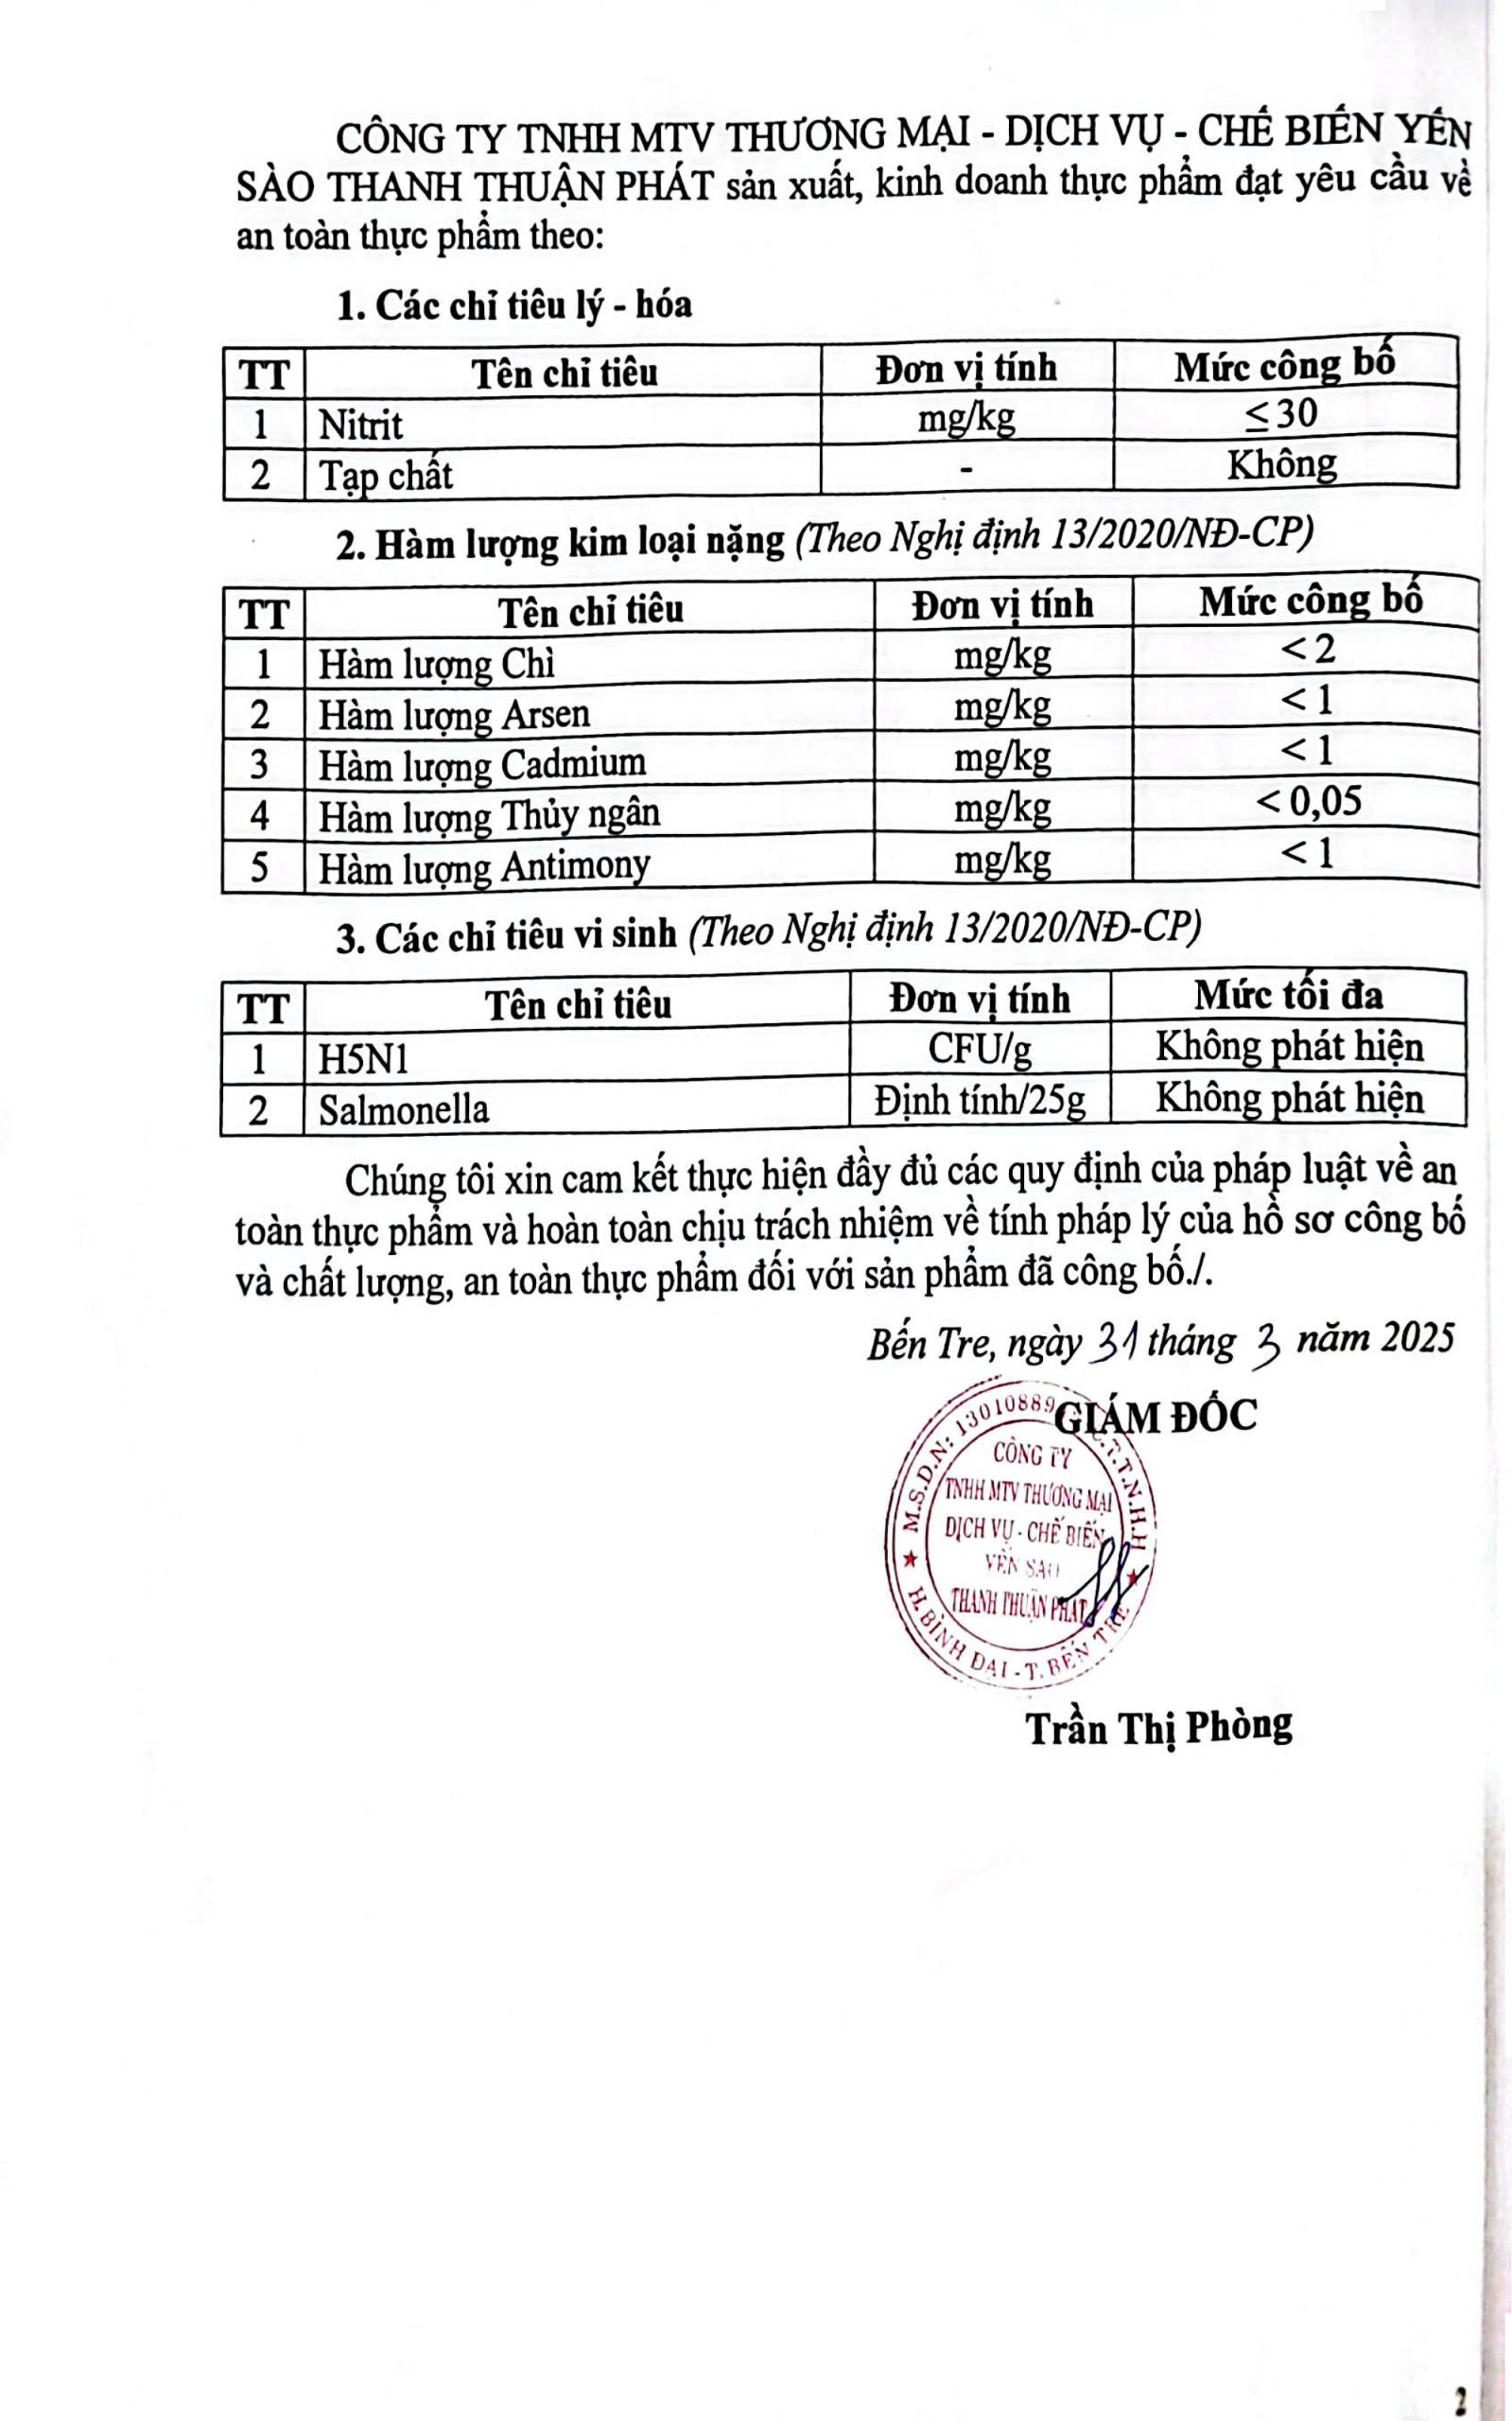 CÔNG TY TNHH MTV THƯƠNG MẠI - DỊCH VỤ - CHẾ BIẾN YẾN
SÀO THANH THUẬN PHÁT sản xuất, kinh doanh thực phẩm đạt yêu cầu về
an toàn thực phẩm theo:
1. Các chỉ tiêu lý - hóa
TT Tên chỉ tiêu Đơn vị tính Mức công bố
1 Nitrit mg/kg ≤ 30
2 Tạp chất - Không
2. Hàm lượng kim loại nặng (Theo Nghị định 13/2020/NĐ-CP)
TT Tên chỉ tiêu Đơn vị tính Mức công bố
1 Hàm lượng Chì mg/kg < 2
2 Hàm lượng Arsen mg/kg < 1
3 Hàm lượng Cadmium mg/kg < 1
4 Hàm lượng Thủy ngân mg/kg < 0,05
5 Hàm lượng Antimony mg/kg < 1
3. Các chỉ tiêu vi sinh (Theo Nghị định 13/2020/NĐ-CP)
TT Tên chỉ tiêu Đơn vị tính Mức tối đa
1 H5N1 CFU/g Không phát hiện
2 Salmonella Định tính/25g Không phát hiện
Chúng tôi xin cam kết thực hiện đầy đủ các quy định của pháp luật về an
toàn thực phẩm và hoàn toàn chịu trách nhiệm về tính pháp lý của hồ sơ công bố
và chất lượng, an toàn thực phẩm đối với sản phẩm đã công bố./.
Bến Tre, ngày 31 tháng 3 năm 2025
GIÁM ĐỐC
M.S.D.N: 13010889
T.T.N.H.H
CÔNG TY
TNHH MTV THƯƠNG MẠI
DỊCH VỤ - CHẾ BIẾN
YẾN SÀO
THANH THUẬN PHÁT
H.BÌNH ĐẠI - T. BẾN TRE
Trần Thị Phòng
2